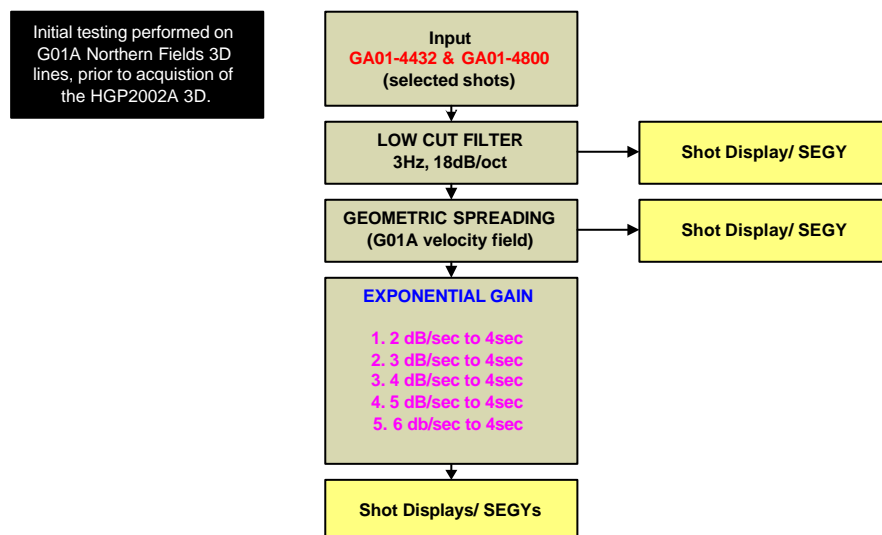 Initial testing performed on
G01A Northern Fields 3D
lines, prior to acquistion of
the HGP2002A 3D.
Input
GA01-4432 & GA01-4800
(selected shots)
LOW CUT FILTER
3Hz, 18dB/oct
Shot Display/ SEGY
GEOMETRIC SPREADING
(G01A velocity field)
Shot Display/ SEGY
EXPONENTIAL GAIN
1. 2 dB/sec to 4sec
2. 3 dB/sec to 4sec
3. 4 dB/sec to 4sec
4. 5 dB/sec to 4sec
5. 6 db/sec to 4sec
Shot Displays/ SEGYs